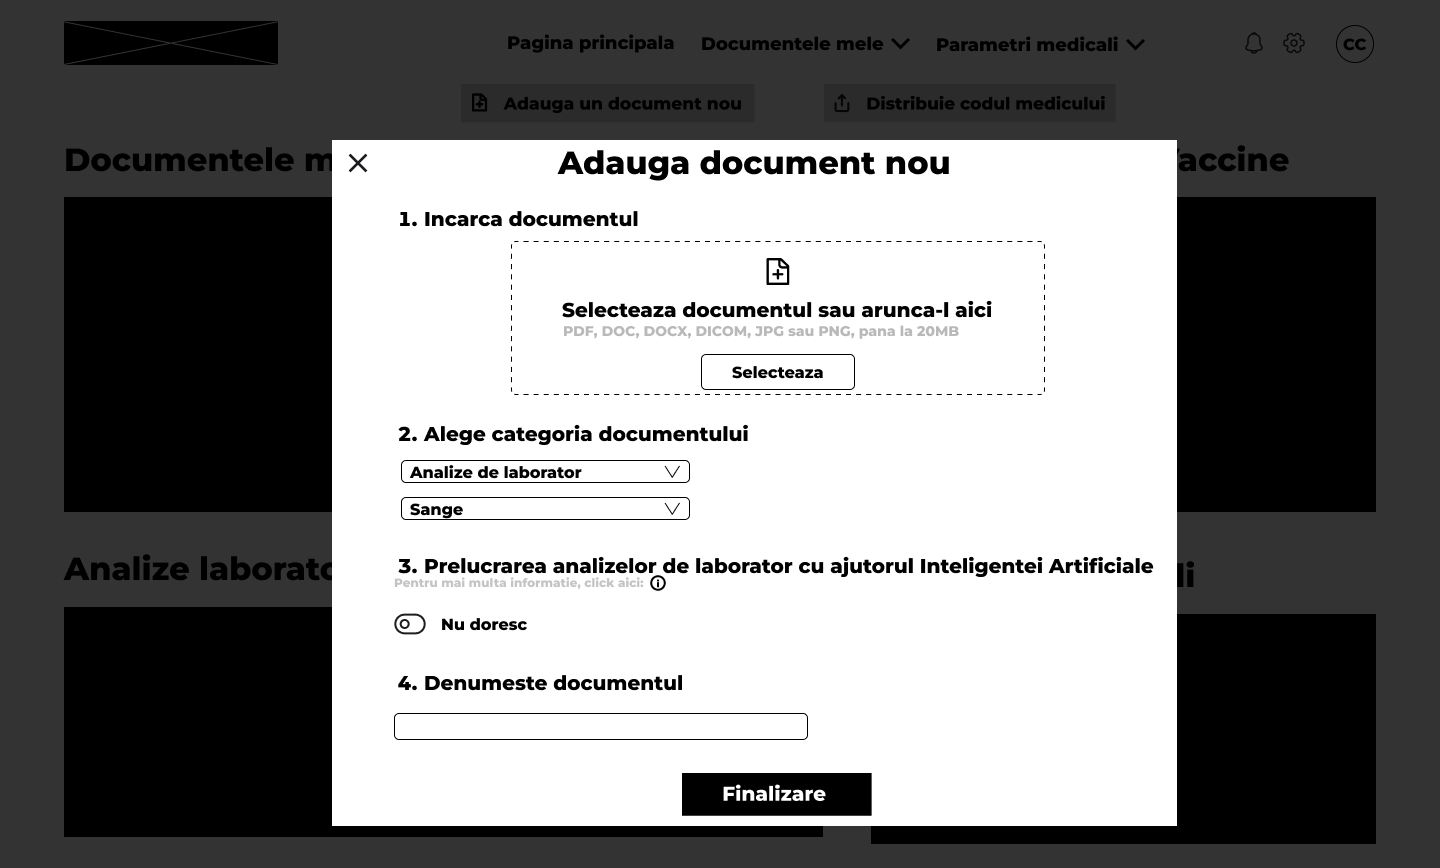 Pagina principala Documentele mele Parametri medicali CC
Adauga un document nou Distribuie codul medicului
Documentele
Adauga document nou
1. Incarca documentul
Selecteaza documentul sau arunca-l aici
PDF, DOC, DOCX, DICOM, JPG sau PNG, pana la 20MB
Selecteaza
2. Alege categoria documentului
Analize de laborator
Sange
Analize
3. Prelucrarea analizelor de laborator cu ajutorul Inteligentei Artificiale
Pentru mai multa informatie, click aici:
Nu doresc
4. Denumeste documentul
Finalizare